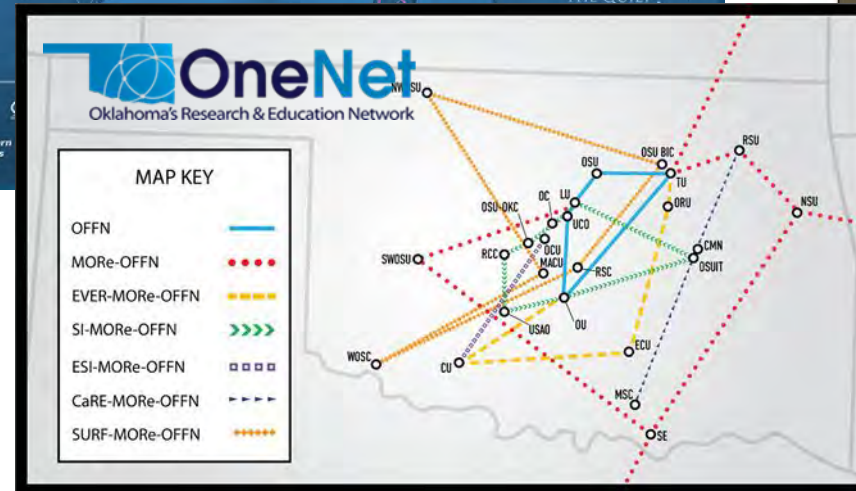 THE QUILT
OneNet
Oklahoma's Research & Education Network
NWOSU
MAP KEY
OFFN
MORe-OFFN
EVER-MORe-OFFN
SI-MORe-OFFN
ESI-MORe-OFFN
CaRE-MORe-OFFN
SURF-MORe-OFFN
OSU BIC
RSU
OSU
TU
LU
OC
ORU
NSU
OSU-OKC
UCO
OCU
CMN
RCC
SWOSU
MACU
RSC
OSUIT
OU
USAO
ECU
WOSC
CU
MSC
SE